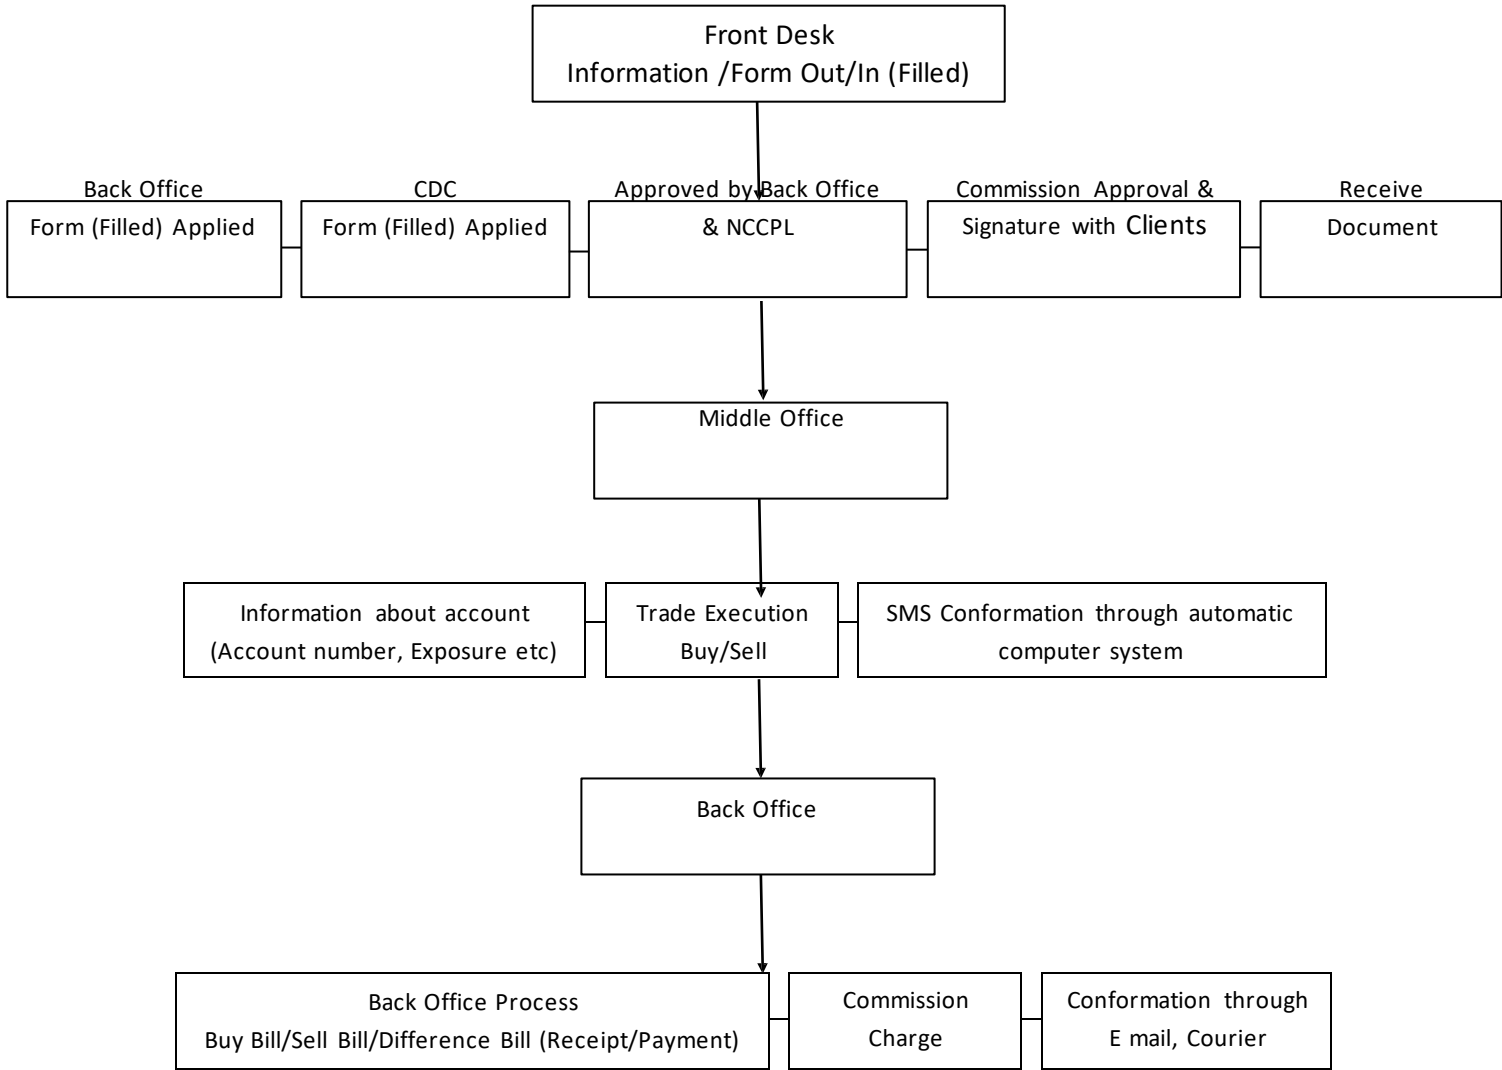 Front Desk
Information /Form Out/In (Filled)
Back Office
Form (Filled) Applied
CDC
Form (Filled) Applied
Approved by Back Office
& NCCPL
Commission Approval &
Signature with Clients
Receive
Document
Middle Office
Information about account
(Account number, Exposure etc)
Trade Execution
Buy/Sell
SMS Conformation through automatic
computer system
Back Office
Back Office Process
Buy Bill/Sell Bill/Difference Bill (Receipt/Payment)
Commission
Charge
Conformation through
E mail, Courier